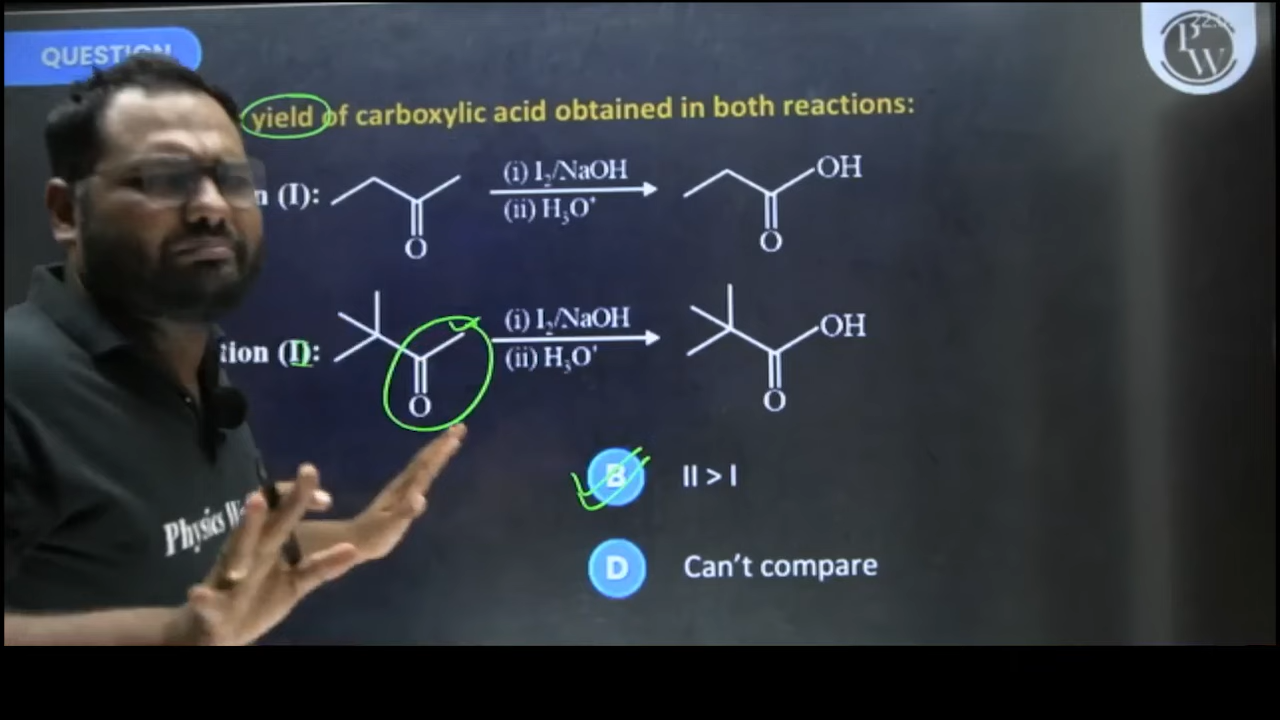 QUESTION
yield of carboxylic acid obtained in both reactions:
n (I):
(i) I₂/NaOH
(ii) H₃O⁺
OH
O
O
tion (I):
(i) I₂/NaOH
(ii) H₃O⁺
OH
O
O
B II > I
D Can't compare
Physics W
PW